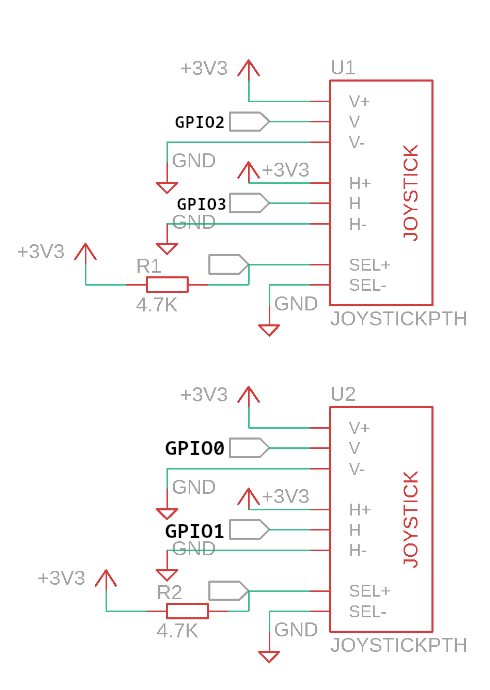 +3V3
U1
V+
GPIO2
V
V-
GND
+3V3
H+
GPIO3
H
GND
H-
JOYSTICK
+3V3
R1
SEL+
4.7K
SEL-
GND
JOYSTICKPTH
+3V3
U2
V+
GPIO0
V
V-
GND
+3V3
H+
GPIO1
H
GND
H-
JOYSTICK
+3V3
R2
SEL+
4.7K
SEL-
GND
JOYSTICKPTH